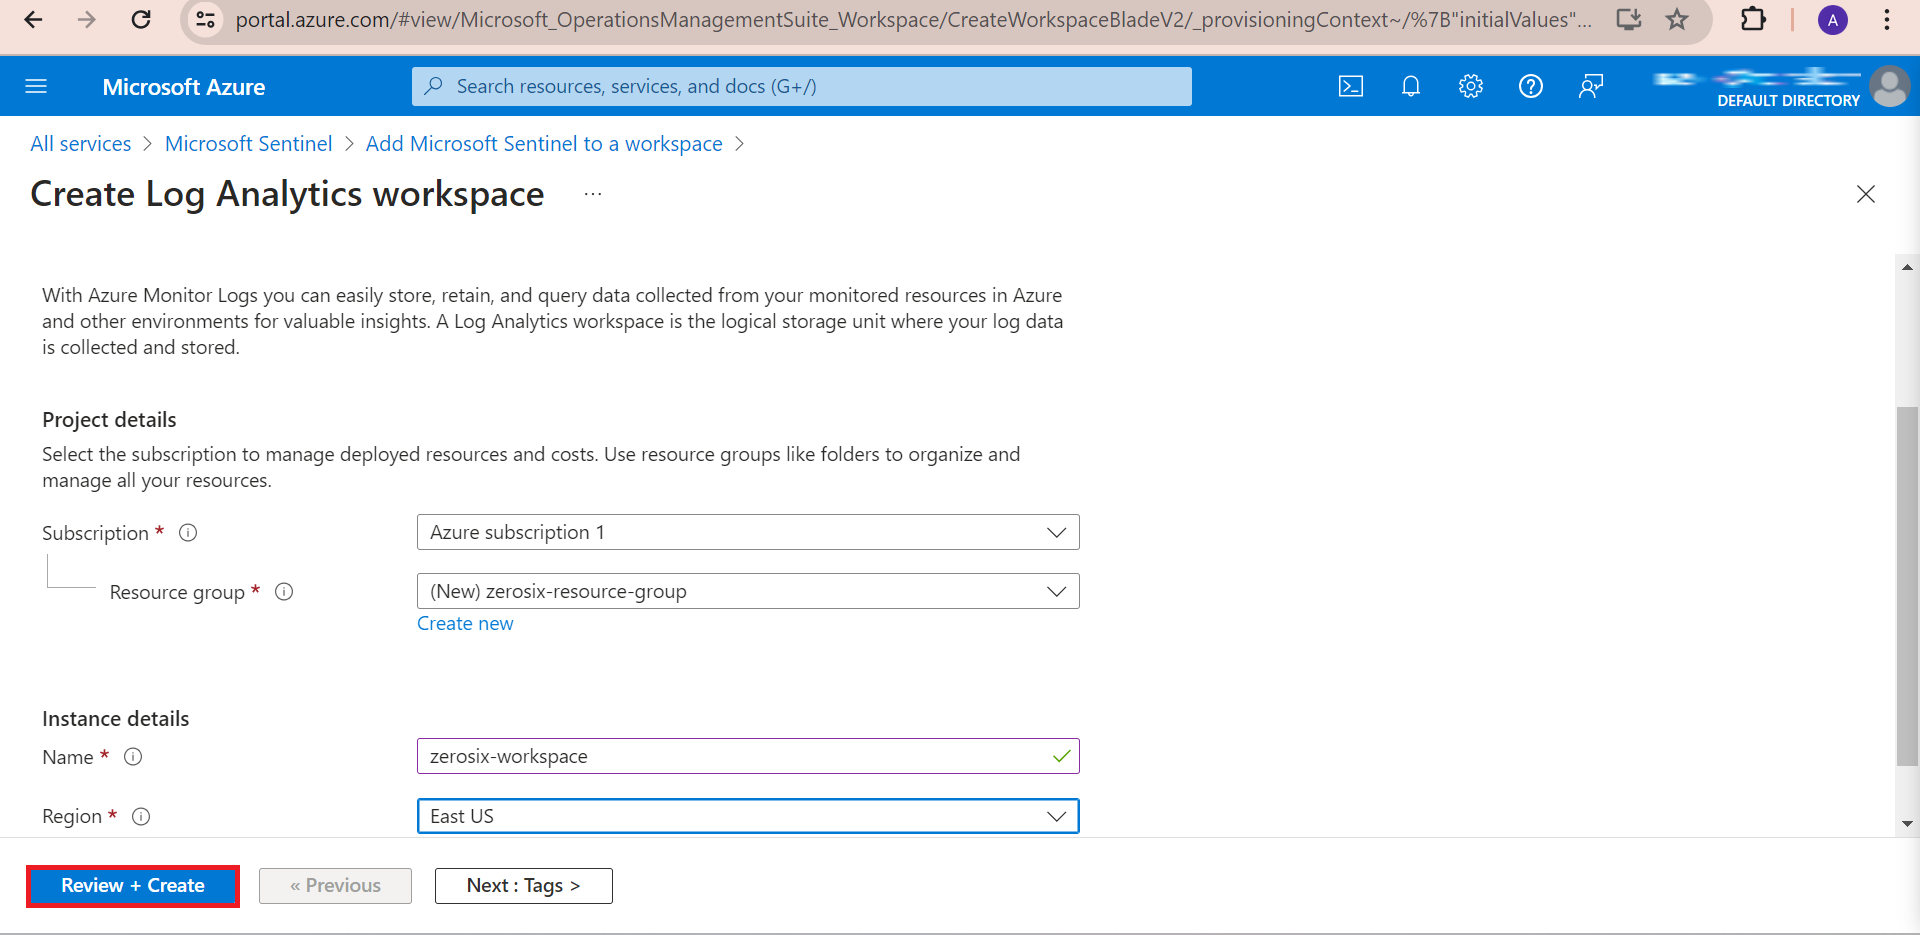 portal.azure.com/#view/Microsoft_OperationsManagementSuite_Workspace/CreateWorkspaceBladeV2/_provisioningContext~/%7B"initialValues"...
A
Microsoft Azure
Search resources, services, and docs (G+/)
DEFAULT DIRECTORY
All services > Microsoft Sentinel > Add Microsoft Sentinel to a workspace >
Create Log Analytics workspace ...
With Azure Monitor Logs you can easily store, retain, and query data collected from your monitored resources in Azure
and other environments for valuable insights. A Log Analytics workspace is the logical storage unit where your log data
is collected and stored.
Project details
Select the subscription to manage deployed resources and costs. Use resource groups like folders to organize and
manage all your resources.
Subscription *
Azure subscription 1
Resource group *
(New) zerosix-resource-group
Create new
Instance details
Name *
zerosix-workspace
Region *
East US
Review + Create
« Previous
Next : Tags >